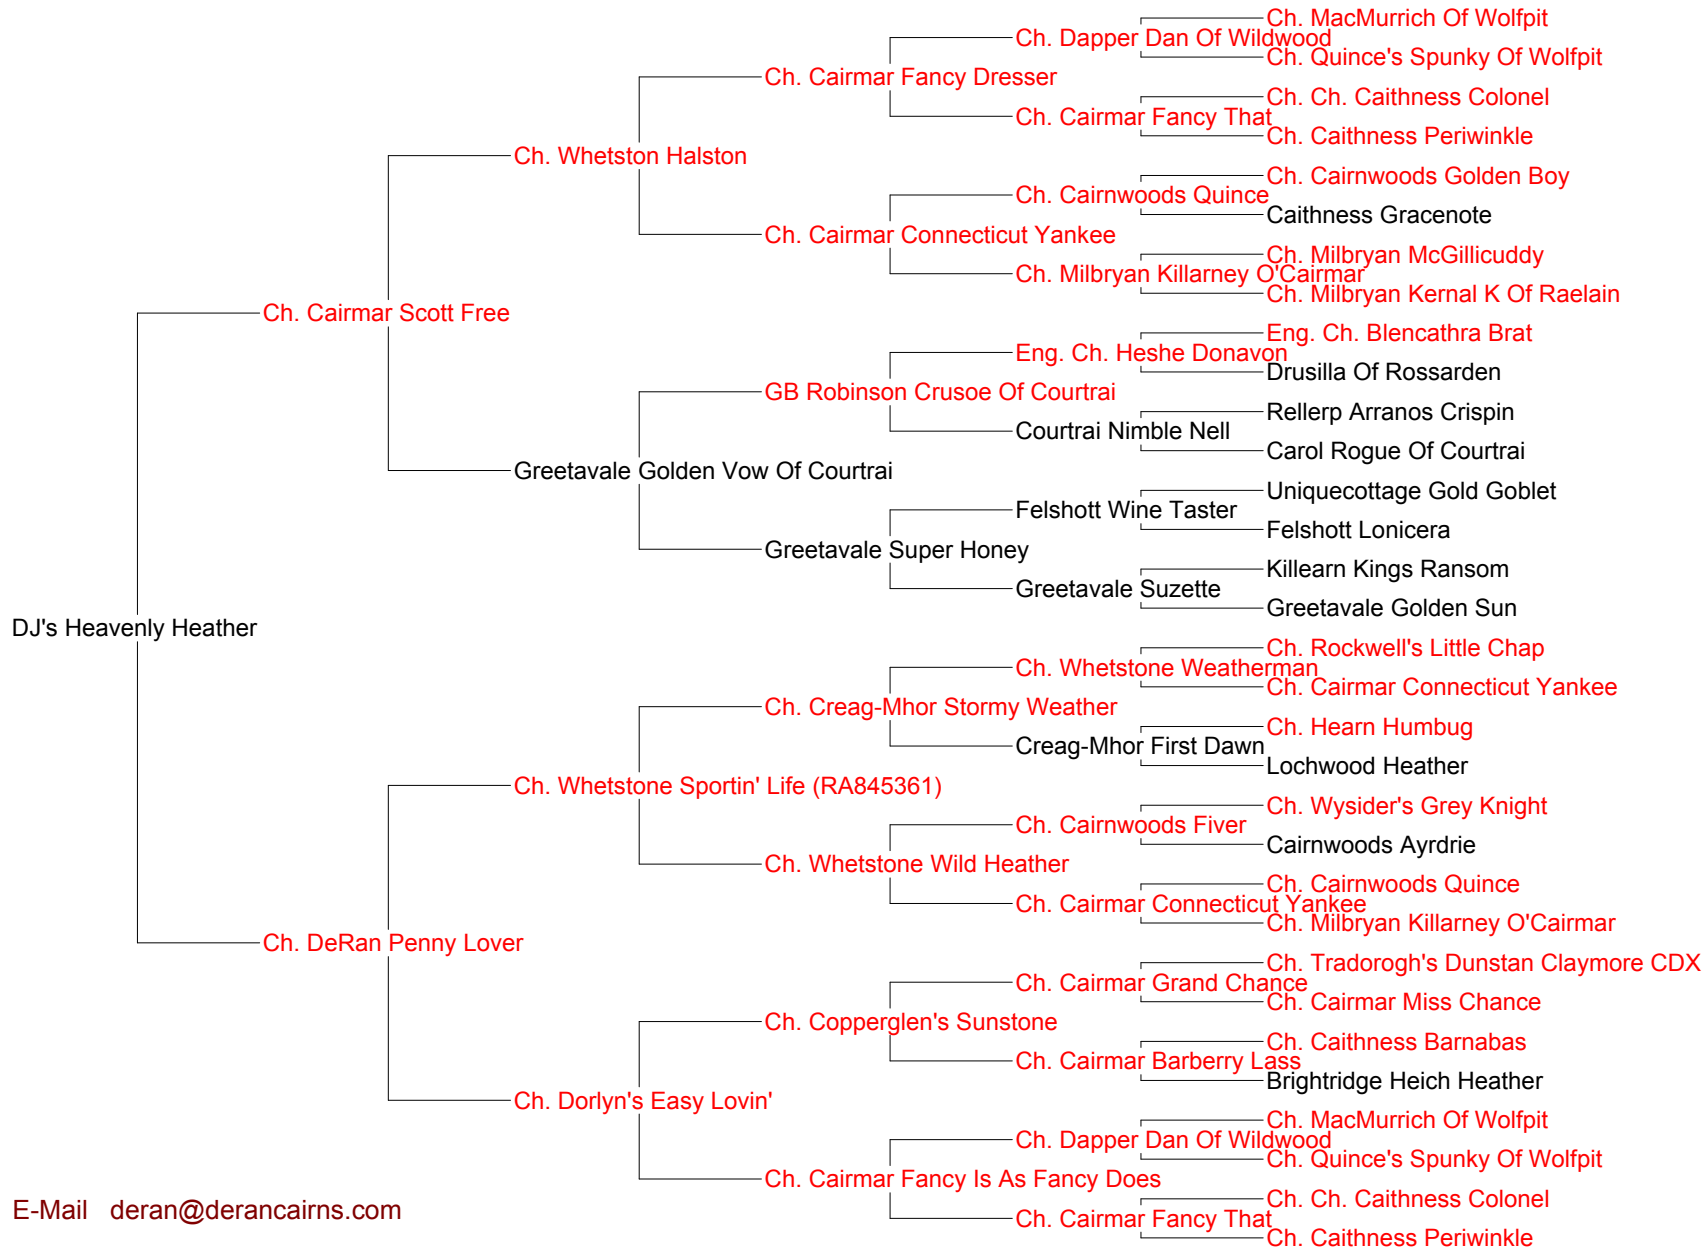 Ch. MacMurrich Of Wolfpit
Ch. Dapper Dan Of Wildwood
Ch. Quince's Spunky Of Wolfpit
Ch. Cairmar Fancy Dresser
Ch. Ch. Caithness Colonel
Ch. Cairmar Fancy That
Ch. Caithness Periwinkle
Ch. Whetston Halston
Ch. Cairnwoods Golden Boy
Ch. Cairnwoods Quince
Caithness Gracenote
Ch. Cairmar Connecticut Yankee
Ch. Milbryan McGillicuddy
Ch. Milbryan Killarney O'Cairmar
Ch. Milbryan Kernal K Of Raelain
Ch. Cairmar Scott Free
Eng. Ch. Blencathra Brat
Eng. Ch. Heshe Donavon
Drusilla Of Rossarden
GB Robinson Crusoe Of Courtrai
Rellerp Arranos Crispin
Courtrai Nimble Nell
Carol Rogue Of Courtrai
Greetavale Golden Vow Of Courtrai
Uniquecottage Gold Goblet
Felshott Wine Taster
Felshott Lonicera
Greetavale Super Honey
Killearn Kings Ransom
Greetavale Suzette
Greetavale Golden Sun
DJ's Heavenly Heather
Ch. Rockwell's Little Chap
Ch. Whetstone Weatherman
Ch. Cairmar Connecticut Yankee
Ch. Creag-Mhor Stormy Weather
Ch. Hearn Humbug
Creag-Mhor First Dawn
Lochwood Heather
Ch. Whetstone Sportin' Life (RA845361)
Ch. Wysider's Grey Knight
Ch. Cairnwoods Fiver
Cairnwoods Ayrdrie
Ch. Whetstone Wild Heather
Ch. Cairnwoods Quince
Ch. Cairmar Connecticut Yankee
Ch. Milbryan Killarney O'Cairmar
Ch. DeRan Penny Lover
Ch. Tradorogh's Dunstan Claymore CDX
Ch. Cairmar Grand Chance
Ch. Cairmar Miss Chance
Ch. Copperglen's Sunstone
Ch. Caithness Barnabas
Ch. Cairmar Barberry Lass
Brightridge Heich Heather
Ch. Dorlyn's Easy Lovin'
Ch. MacMurrich Of Wolfpit
Ch. Dapper Dan Of Wildwood
Ch. Quince's Spunky Of Wolfpit
Ch. Cairmar Fancy Is As Fancy Does
Ch. Ch. Caithness Colonel
Ch. Cairmar Fancy That
Ch. Caithness Periwinkle
E-Mail deran@derancairns.com